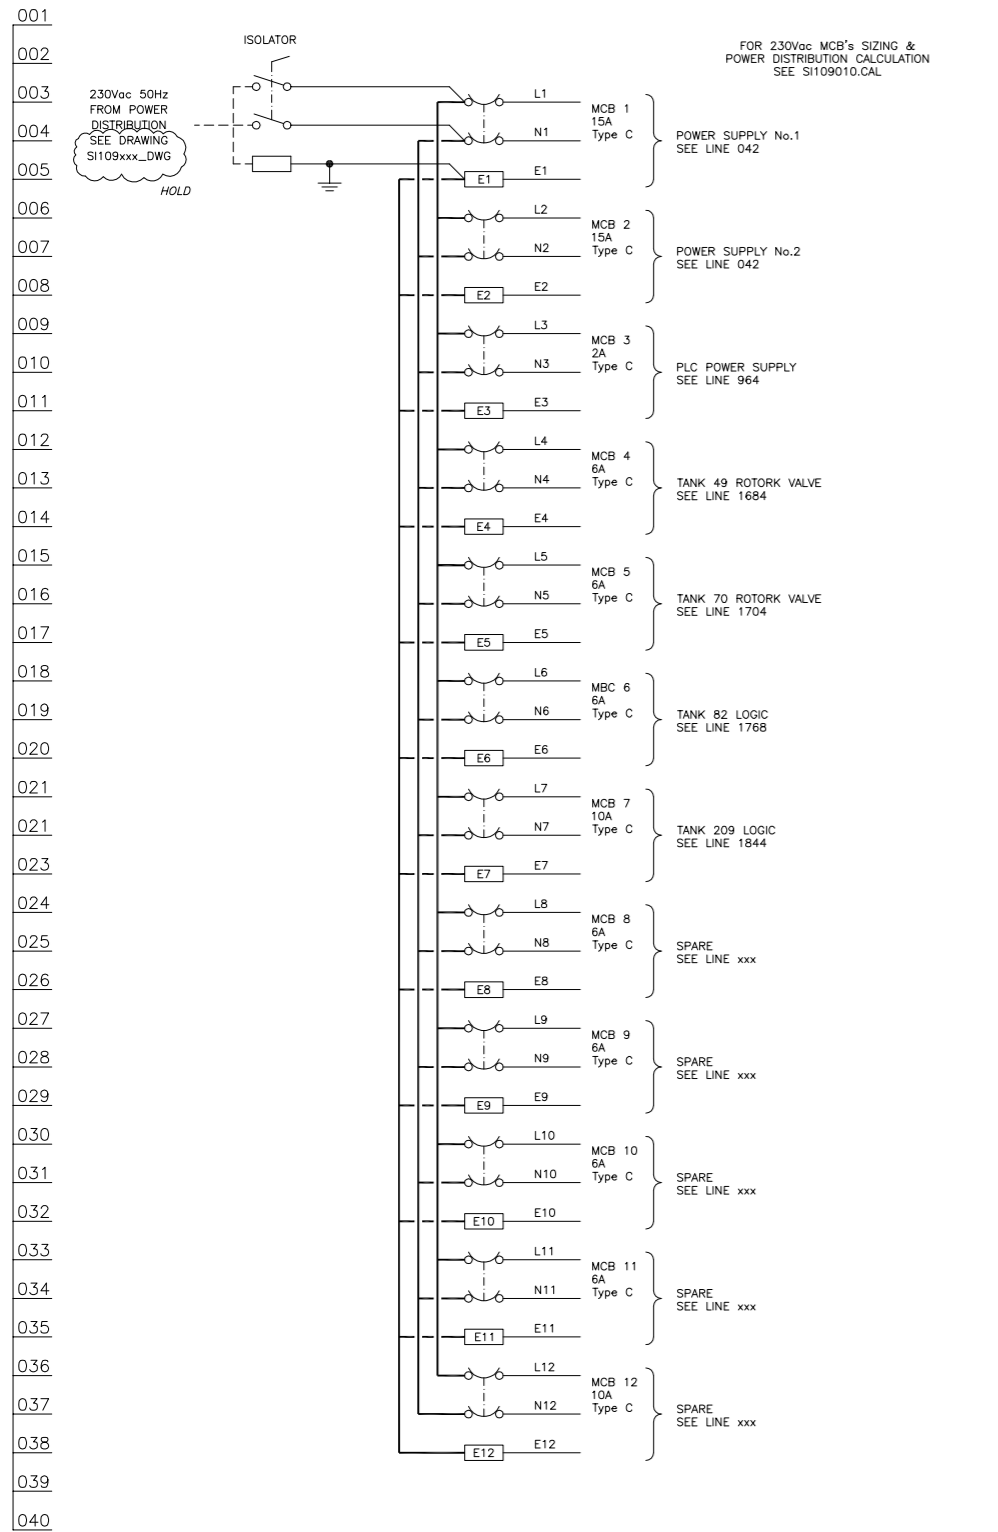 001
002
ISOLATOR
FOR 230Vac MCB's SIZING &
POWER DISTRIBUTION CALCULATION
SEE SI109010.CAL
003
230Vac 50Hz
FROM POWER
DISTRIBUTION
SEE DRAWING
SI109xxx_DWG
HOLD
L1
MCB 1
15A
Type C
004
N1
POWER SUPPLY No.1
SEE LINE 042
005
E1
E1
006
L2
MCB 2
15A
Type C
007
N2
POWER SUPPLY No.2
SEE LINE 042
008
E2
E2
009
L3
MCB 3
2A
Type C
010
N3
PLC POWER SUPPLY
SEE LINE 964
011
E3
E3
012
L4
MCB 4
6A
Type C
013
N4
TANK 49 ROTORK VALVE
SEE LINE 1684
014
E4
E4
015
L5
MCB 5
6A
Type C
016
N5
TANK 70 ROTORK VALVE
SEE LINE 1704
017
E5
E5
018
L6
MBC 6
6A
Type C
019
N6
TANK 82 LOGIC
SEE LINE 1768
020
E6
E6
021
L7
MCB 7
10A
Type C
021
N7
TANK 209 LOGIC
SEE LINE 1844
023
E7
E7
024
L8
MCB 8
6A
Type C
025
N8
SPARE
SEE LINE xxx
026
E8
E8
027
L9
MCB 9
6A
Type C
028
N9
SPARE
SEE LINE xxx
029
E9
E9
030
L10
MCB 10
6A
Type C
031
N10
SPARE
SEE LINE xxx
032
E10
E10
033
L11
MCB 11
6A
Type C
034
N11
SPARE
SEE LINE xxx
035
E11
E11
036
L12
MCB 12
10A
Type C
037
N12
SPARE
SEE LINE xxx
038
E12
E12
039
040